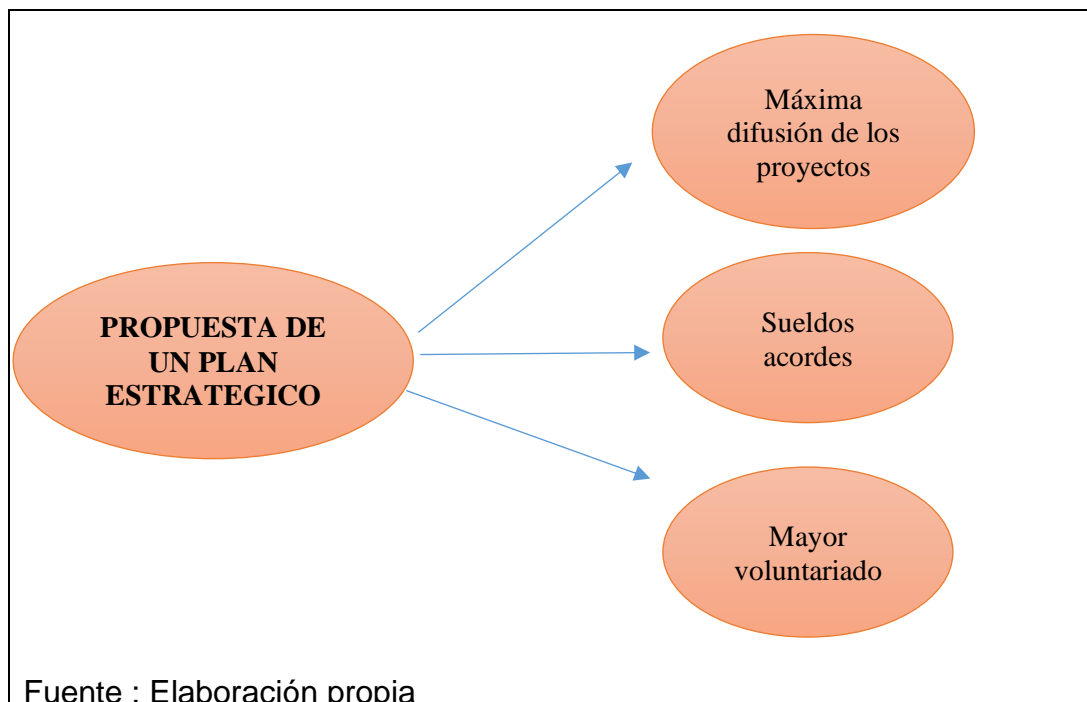 Máxima
difusión de los
proyectos
PROPUESTA DE
UN PLAN
ESTRATEGICO
Sueldos
acordes
Mayor
voluntariado
Fuente : Elaboración propia